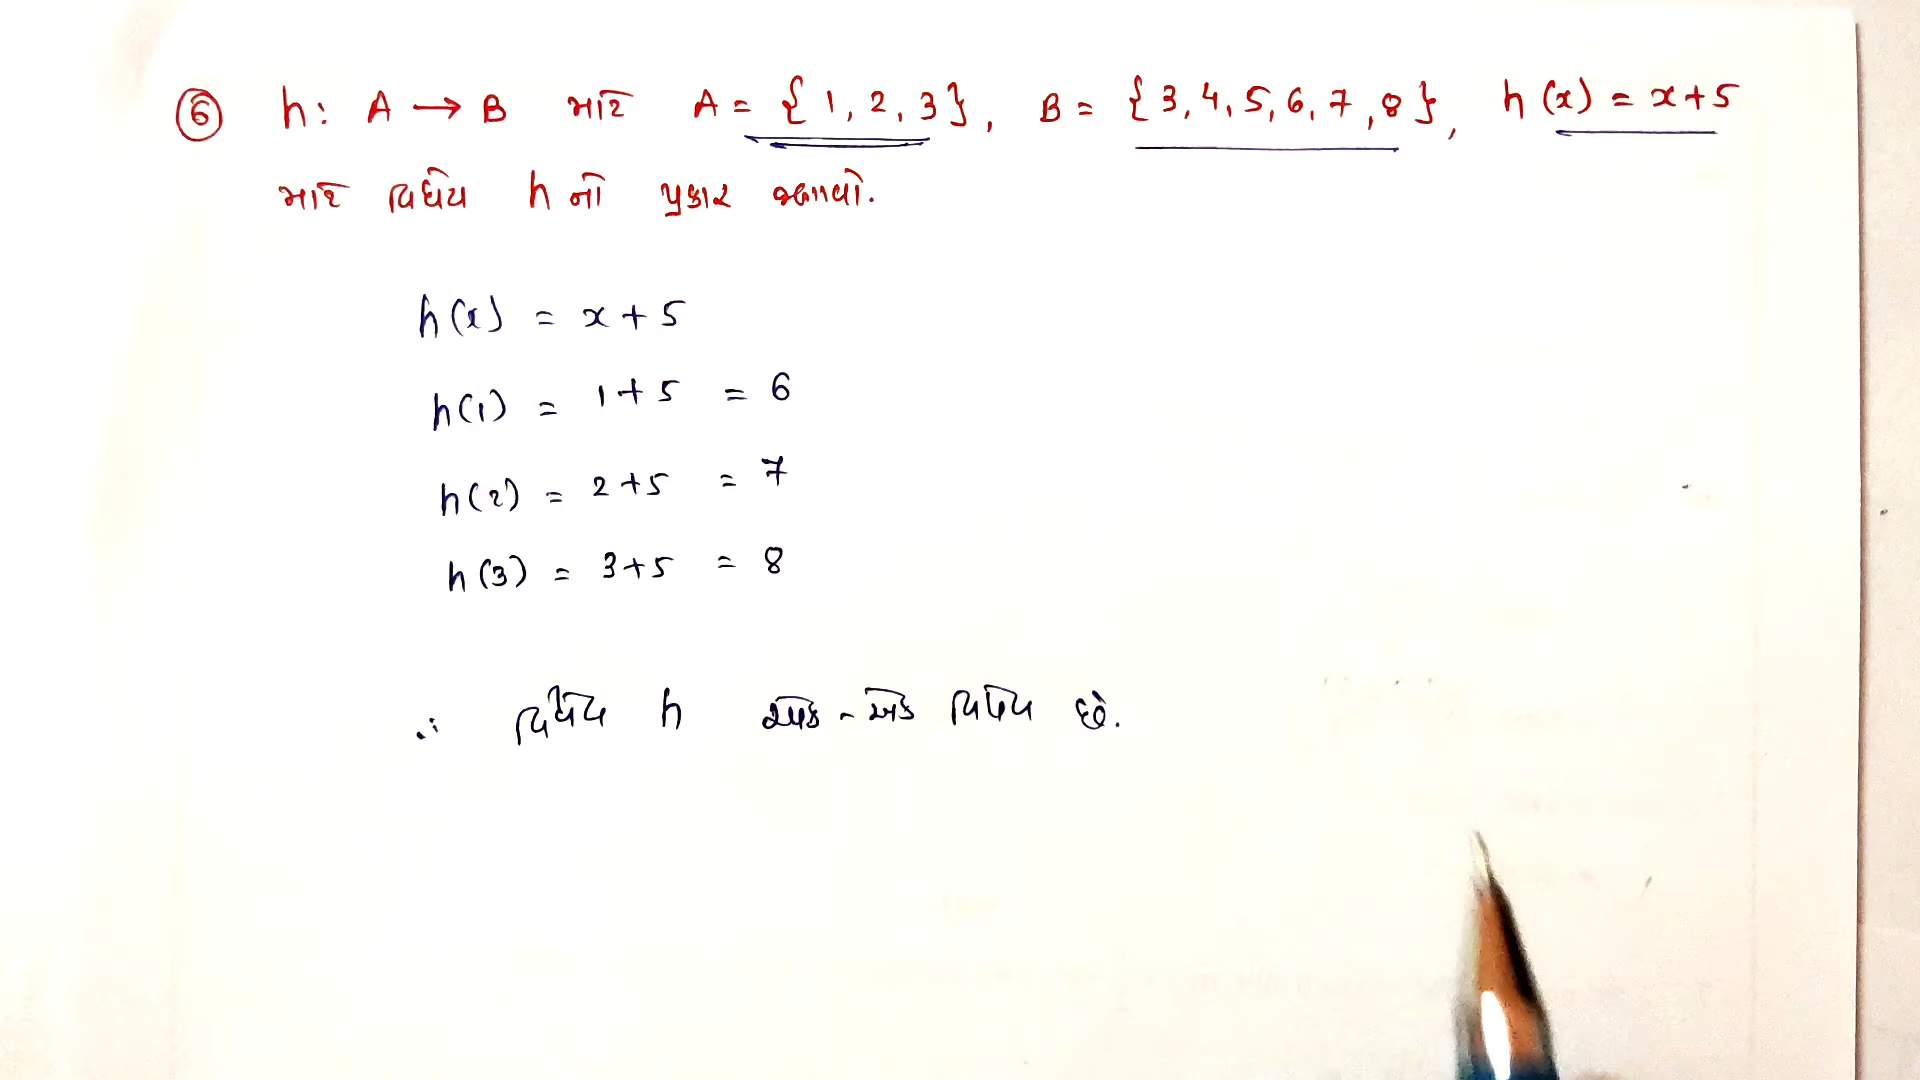 ⑥ h: A → B માટે A = {1, 2, 3}, B = {3, 4, 5, 6, 7, 8}, h(x) = x+5
માટે વિધેય h નો પ્રકાર જણાવો.
h(x) = x + 5
h(1) = 1+5 = 6
h(2) = 2+5 = 7
h(3) = 3+5 = 8
∴ વિધેય h એક-એક વિધેય છે.